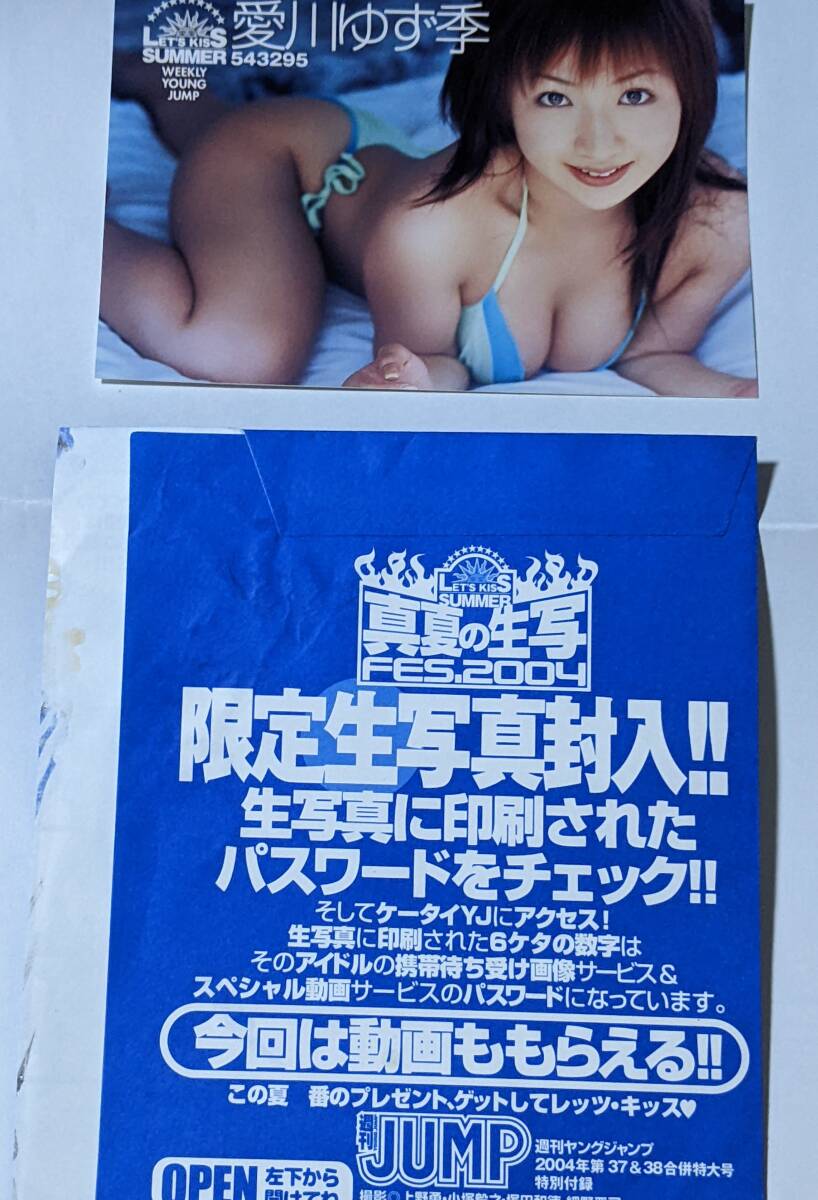 LET'S KISS
SUMMER
WEEKLY
YOUNG
JUMP
愛川ゆず季
543295
LET'S KISS
SUMMER
真夏の生写
FES.2004
限定生写真封入!!
生写真に印刷された
パスワードをチェック!!
そしてケータイYJにアクセス!
生写真に印刷された6ケタの数字は
そのアイドルの携帯待ち受け画像サービス&
スペシャル動画サービスのパスワードになっています。
今回は動画ももらえる!!
この夏 番のプレゼント、ゲットしてレッツ・キッス♥
週刊
JUMP
週刊ヤングジャンプ
2004年第37&38合併特大号
特別付録
OPEN
左下から
開けてね